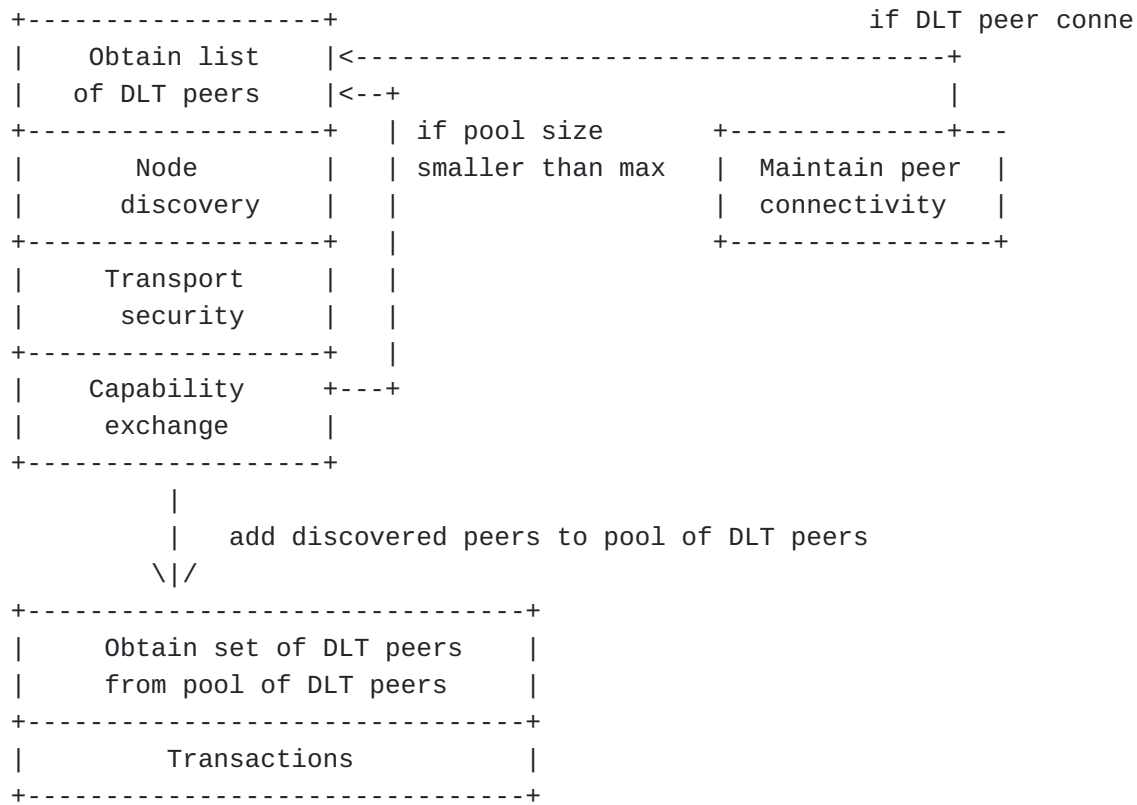 if DLT peer conne
Obtain list
of DLT peers
if pool size
Node smaller than max Maintain peer
discovery connectivity
Transport
security
Capability
exchange
add discovered peers to pool of DLT peers
Obtain set of DLT peers
from pool of DLT peers
Transactions